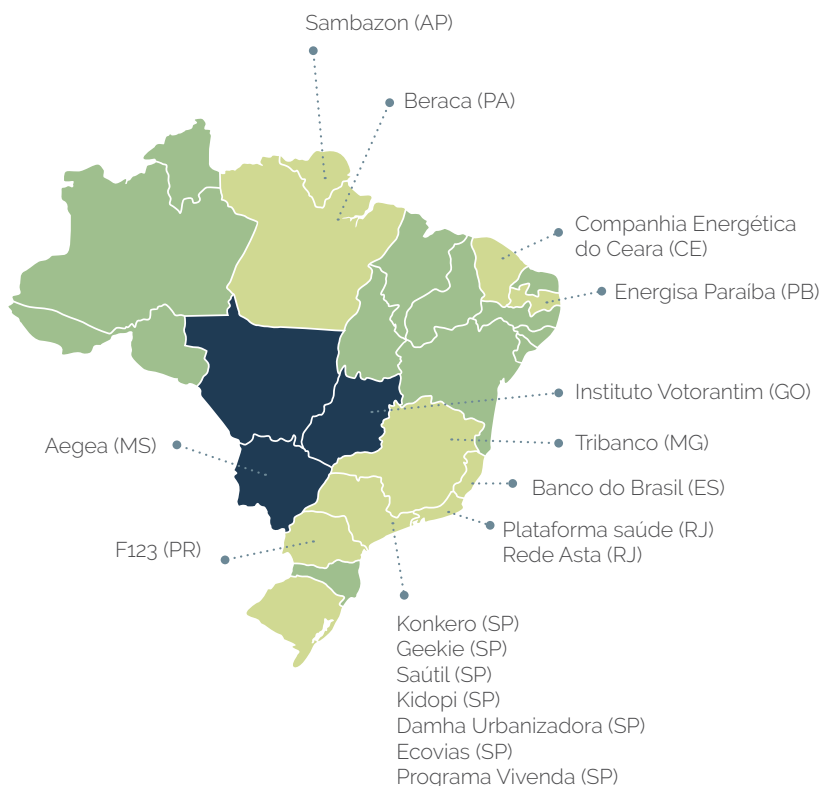 Sambazon (AP)
Beraca (PA)
Companhia Energética
do Ceara (CE)
Energisa Paraíba (PB)
Instituto Votorantim (GO)
Aegea (MS)
Tribanco (MG)
Banco do Brasil (ES)
Plataforma saúde (RJ)
Rede Asta (RJ)
F123 (PR)
Konkero (SP)
Geekie (SP)
Saútil (SP)
Kidopi (SP)
Damha Urbanizadora (SP)
Ecovias (SP)
Programa Vivenda (SP)